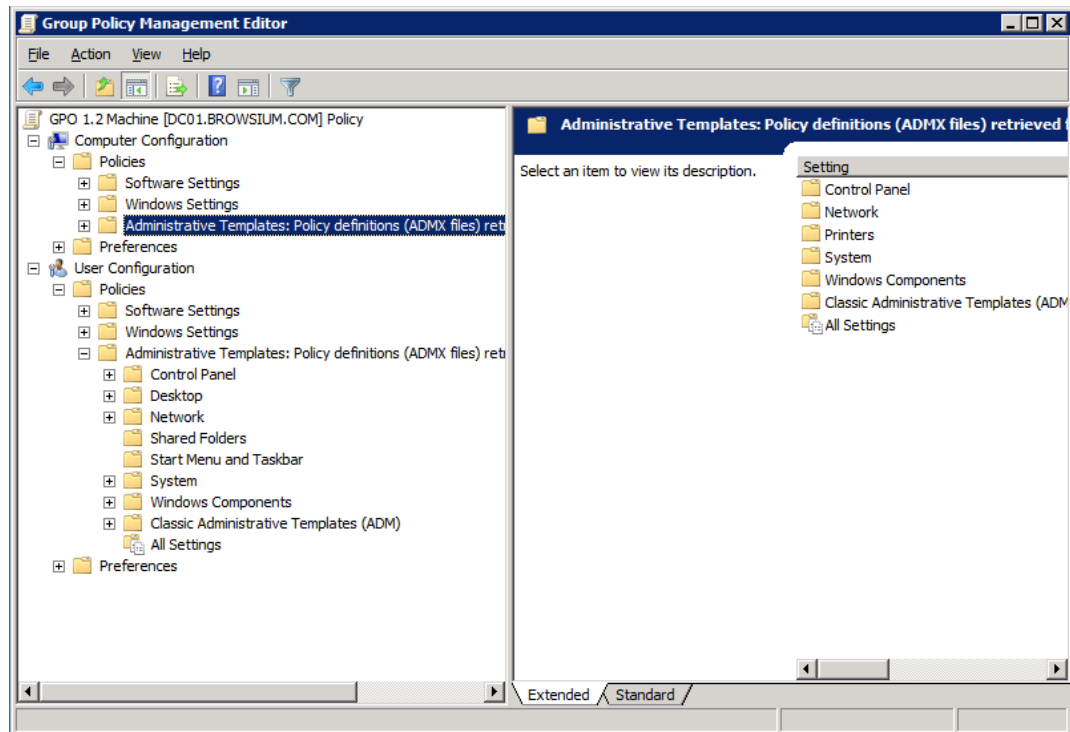 Group Policy Management Editor
File Action View Help
GPO 1.2 Machine [DC01.BROWSIUM.COM] Policy
Computer Configuration
Policies
Software Settings
Windows Settings
Administrative Templates: Policy definitions (ADMX files) ret
Preferences
User Configuration
Policies
Software Settings
Windows Settings
Administrative Templates: Policy definitions (ADMX files) ret
Control Panel
Desktop
Network
Shared Folders
Start Menu and Taskbar
System
Windows Components
Classic Administrative Templates (ADM)
All Settings
Preferences
Administrative Templates: Policy definitions (ADMX files) retrieved
Select an item to view its description.
Setting
Control Panel
Network
Printers
System
Windows Components
Classic Administrative Templates (ADM
All Settings
Extended Standard